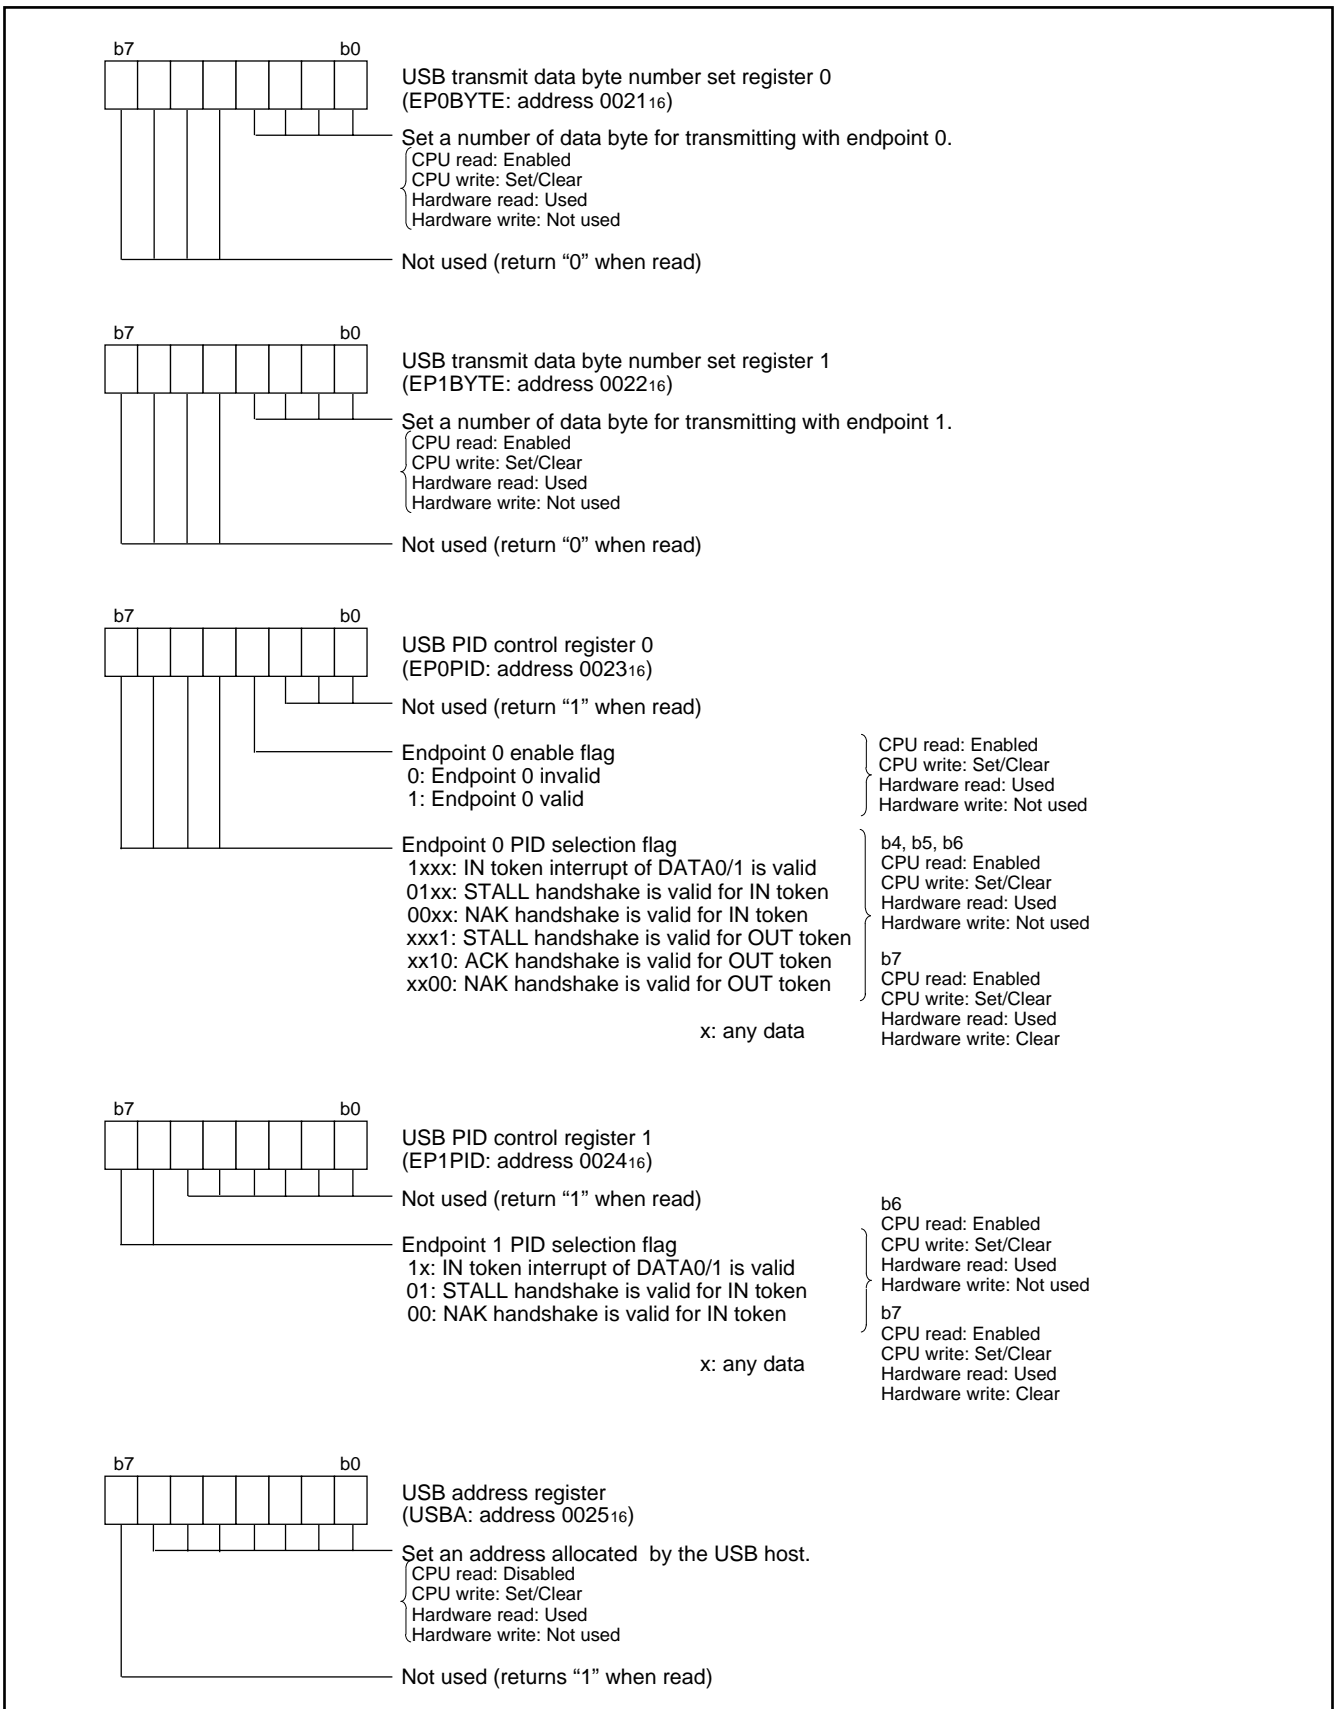 b7 b0
USB transmit data byte number set register 0
(EP0BYTE: address 002116)
Set a number of data byte for transmitting with endpoint 0.
CPU read: Enabled
CPU write: Set/Clear
Hardware read: Used
Hardware write: Not used
Not used (return “0” when read)
b7 b0
USB transmit data byte number set register 1
(EP1BYTE: address 002216)
Set a number of data byte for transmitting with endpoint 1.
CPU read: Enabled
CPU write: Set/Clear
Hardware read: Used
Hardware write: Not used
Not used (return “0” when read)
b7 b0
USB PID control register 0
(EP0PID: address 002316)
Not used (return “1” when read)
Endpoint 0 enable flag
0: Endpoint 0 invalid
1: Endpoint 0 valid
CPU read: Enabled
CPU write: Set/Clear
Hardware read: Used
Hardware write: Not used
Endpoint 0 PID selection flag
1xxx: IN token interrupt of DATA0/1 is valid
01xx: STALL handshake is valid for IN token
00xx: NAK handshake is valid for IN token
xxx1: STALL handshake is valid for OUT token
xx10: ACK handshake is valid for OUT token
xx00: NAK handshake is valid for OUT token
x: any data
b4, b5, b6
CPU read: Enabled
CPU write: Set/Clear
Hardware read: Used
Hardware write: Not used
b7
CPU read: Enabled
CPU write: Set/Clear
Hardware read: Used
Hardware write: Clear
b7 b0
USB PID control register 1
(EP1PID: address 002416)
Not used (return “1” when read)
Endpoint 1 PID selection flag
1x: IN token interrupt of DATA0/1 is valid
01: STALL handshake is valid for IN token
00: NAK handshake is valid for IN token
x: any data
b6
CPU read: Enabled
CPU write: Set/Clear
Hardware read: Used
Hardware write: Not used
b7
CPU read: Enabled
CPU write: Set/Clear
Hardware read: Used
Hardware write: Clear
b7 b0
USB address register
(USBA: address 002516)
Set an address allocated by the USB host.
CPU read: Disabled
CPU write: Set/Clear
Hardware read: Used
Hardware write: Not used
Not used (returns “1” when read)